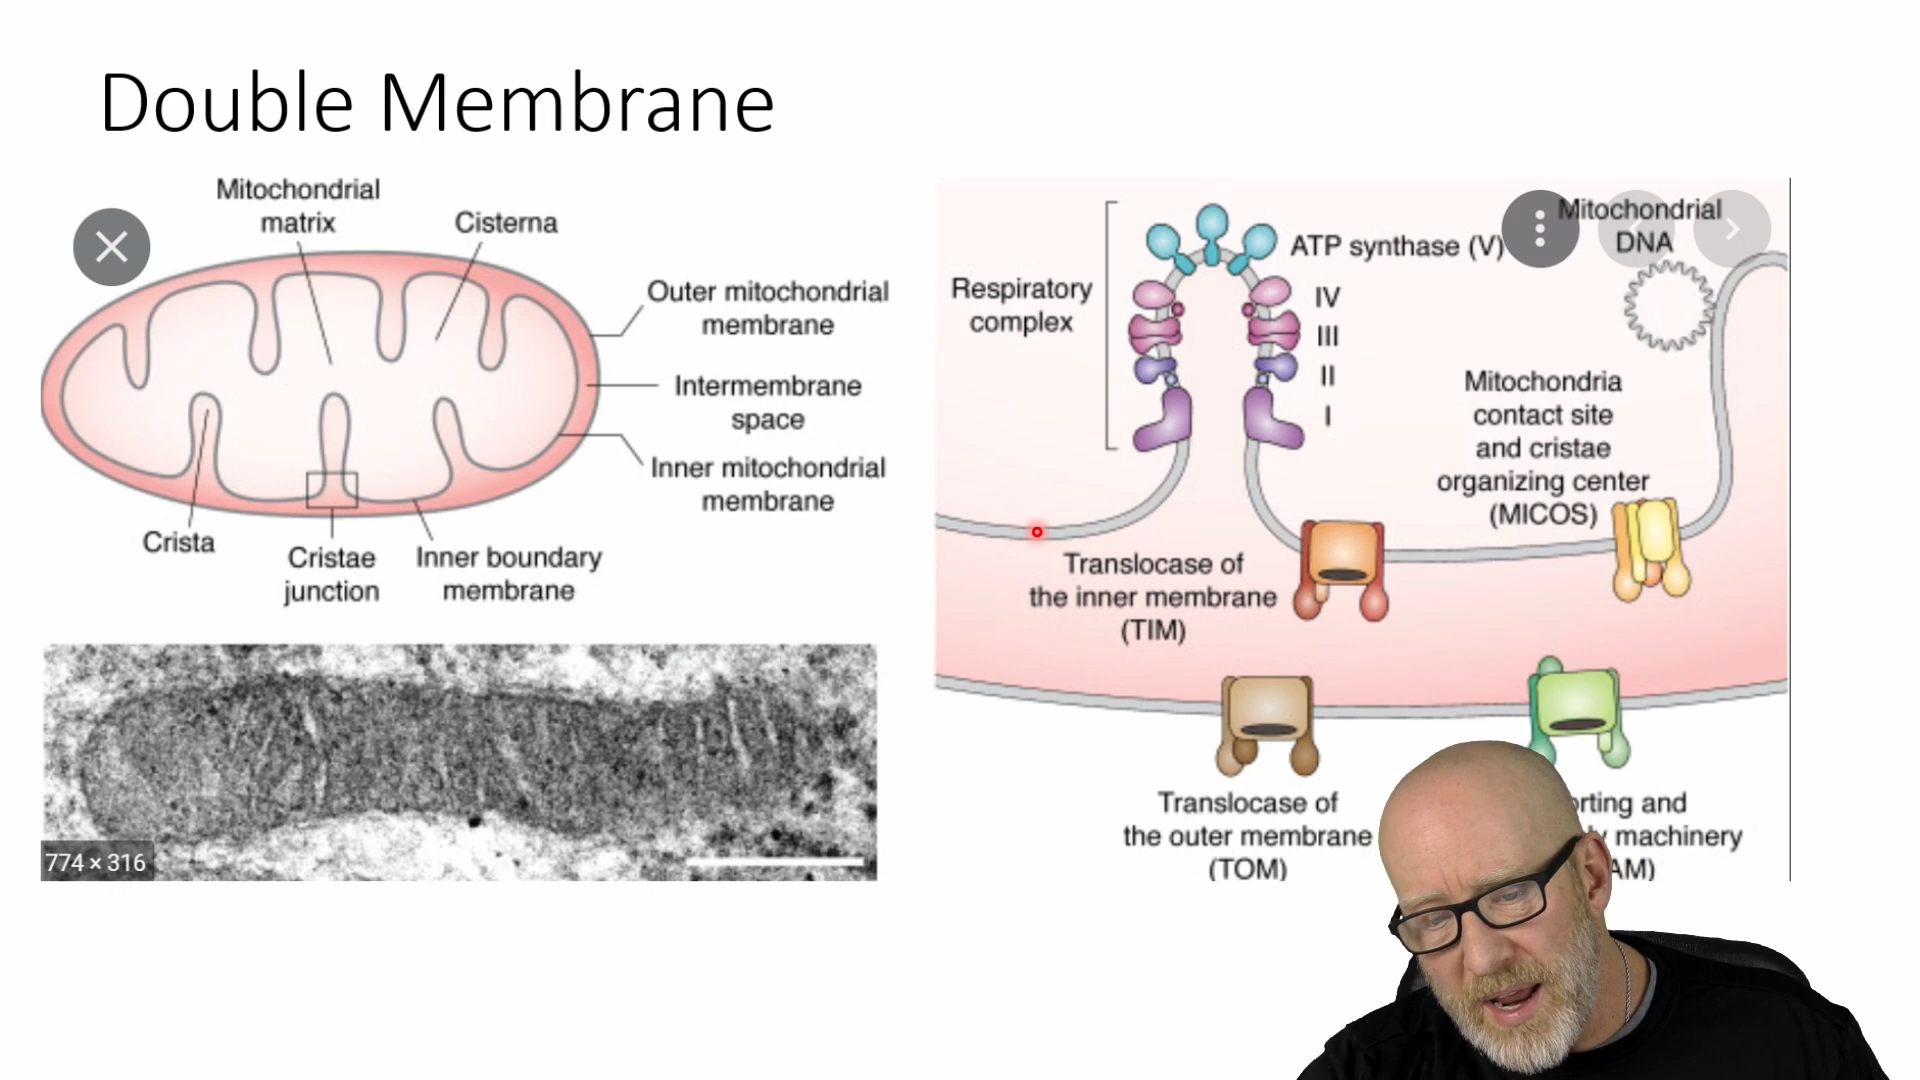 Double Membrane
Mitochondrial
matrix
Cisterna
Outer mitochondrial
membrane
Intermembrane
space
Inner mitochondrial
membrane
Crista
Cristae
junction
Inner boundary
membrane
774 × 316
Respiratory
complex
ATP synthase (V)
IV
III
II
I
Mitochondrial
DNA
Mitochondria
contact site
and cristae
organizing center
(MICOS)
Translocase of
the inner membrane
(TIM)
Translocase of
the outer membrane
(TOM)
and
machinery